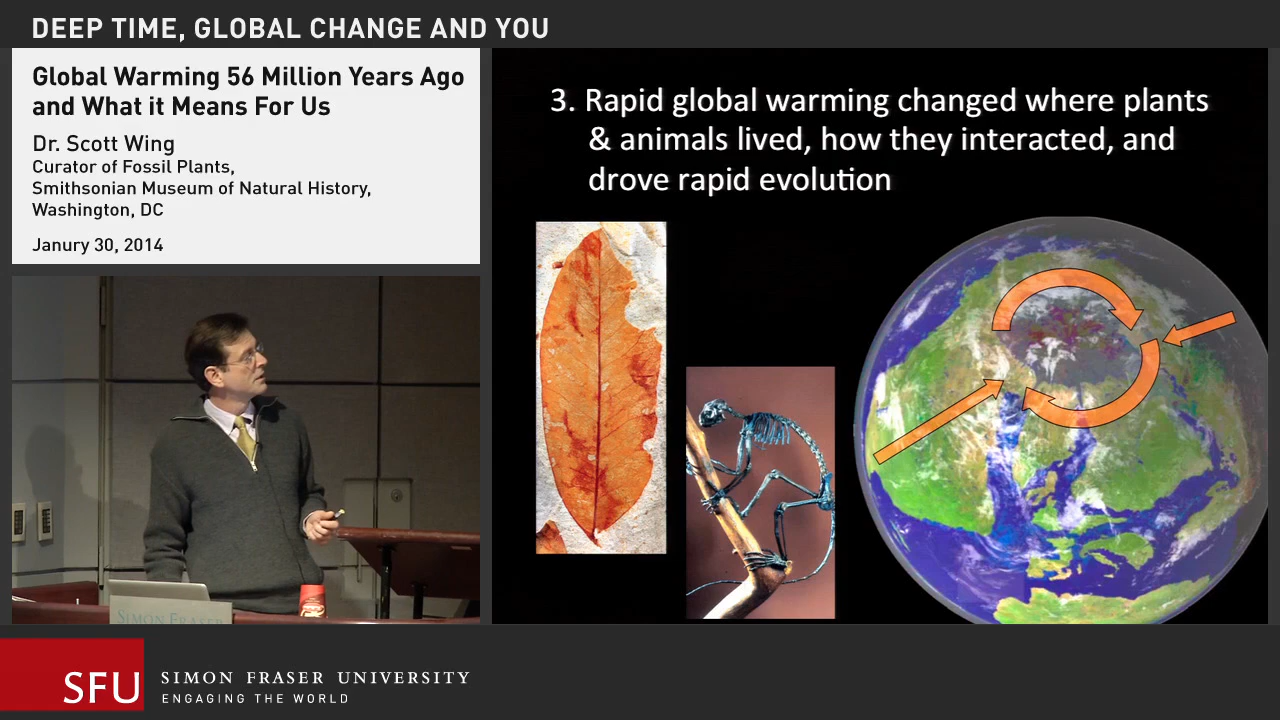 DEEP TIME, GLOBAL CHANGE AND YOU
Global Warming 56 Million Years Ago
and What it Means For Us
Dr. Scott Wing
Curator of Fossil Plants,
Smithsonian Museum of Natural History,
Washington, DC
Janury 30, 2014
3. Rapid global warming changed where plants
& animals lived, how they interacted, and
drove rapid evolution
SIMON FRASER
SFU
SIMON FRASER UNIVERSITY
ENGAGING THE WORLD